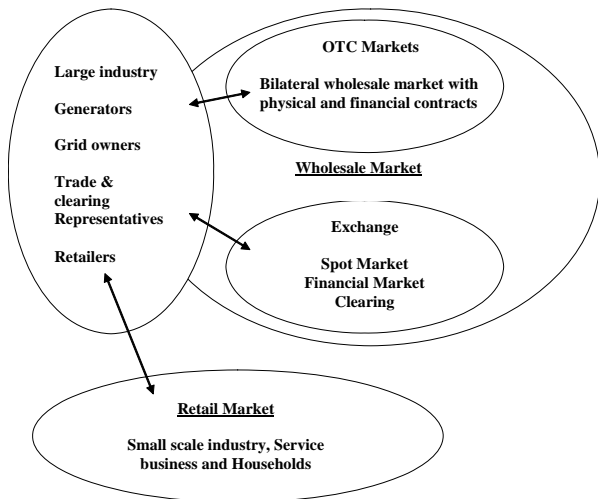 Large industry
Generators
Grid owners
Trade &
clearing
Representatives
Retailers
OTC Markets
Bilateral wholesale market with
physical and financial contracts
Wholesale Market
Exchange
Spot Market
Financial Market
Clearing
Retail Market
Small scale industry, Service
business and Households